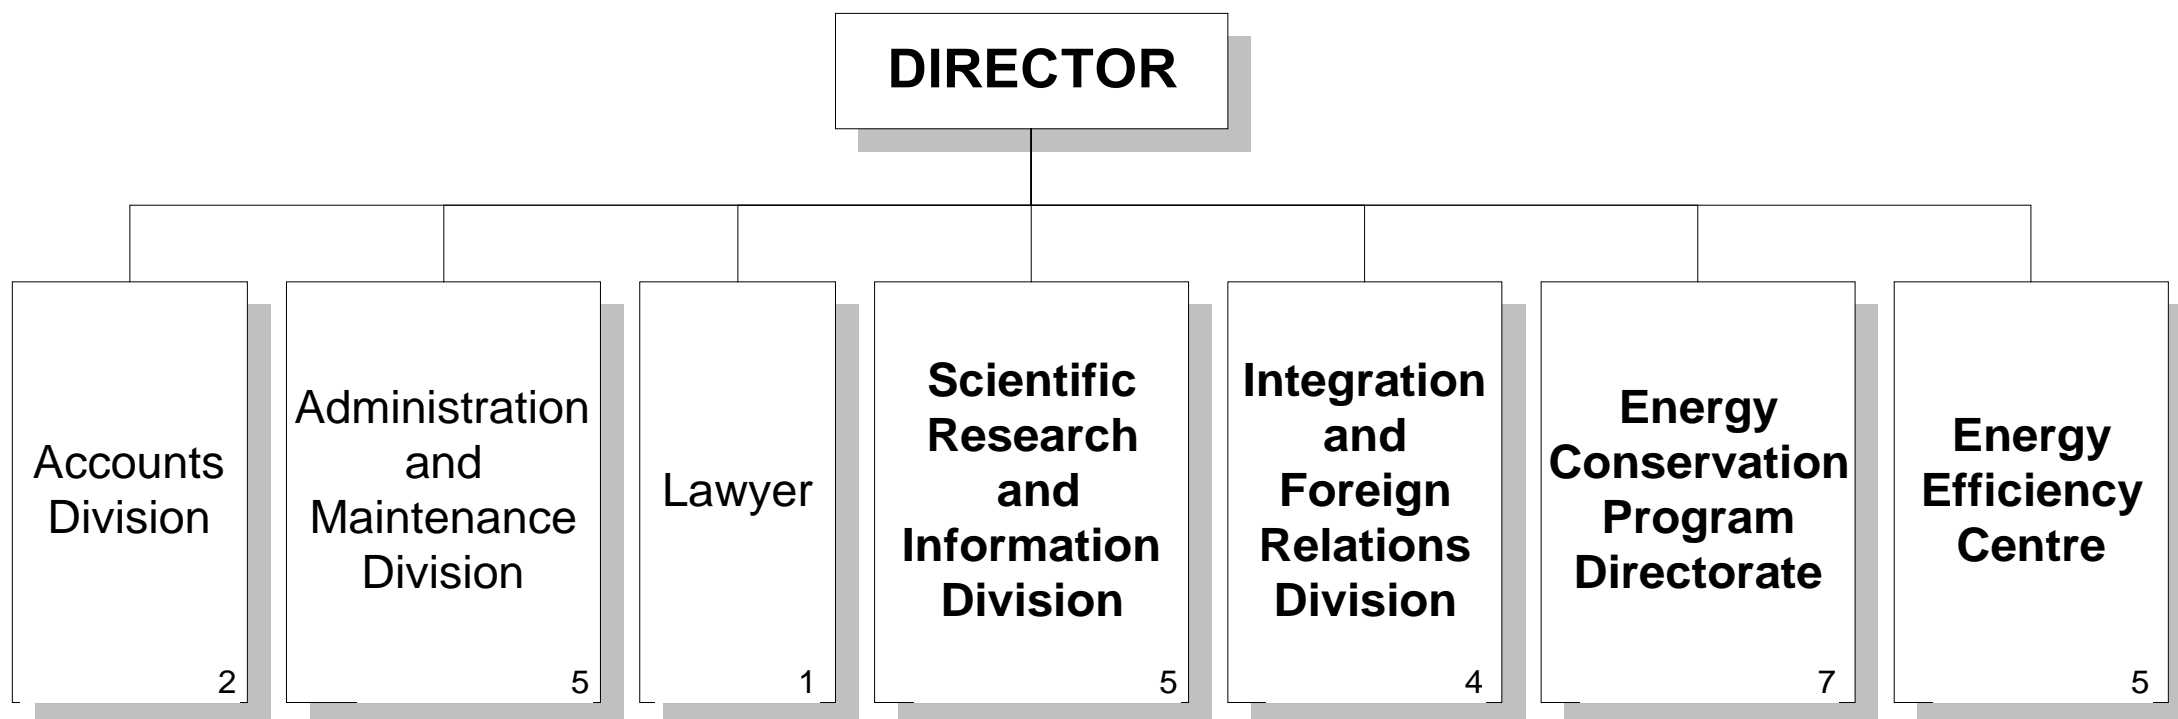 DIRECTOR
Accounts
Division
2
Administration
and
Maintenance
Division
5
Lawyer
1
Scientific
Research
and
Information
Division
5
Integration
and
Foreign
Relations
Division
4
Energy
Conservation
Program
Directorate
7
Energy
Efficiency
Centre
5